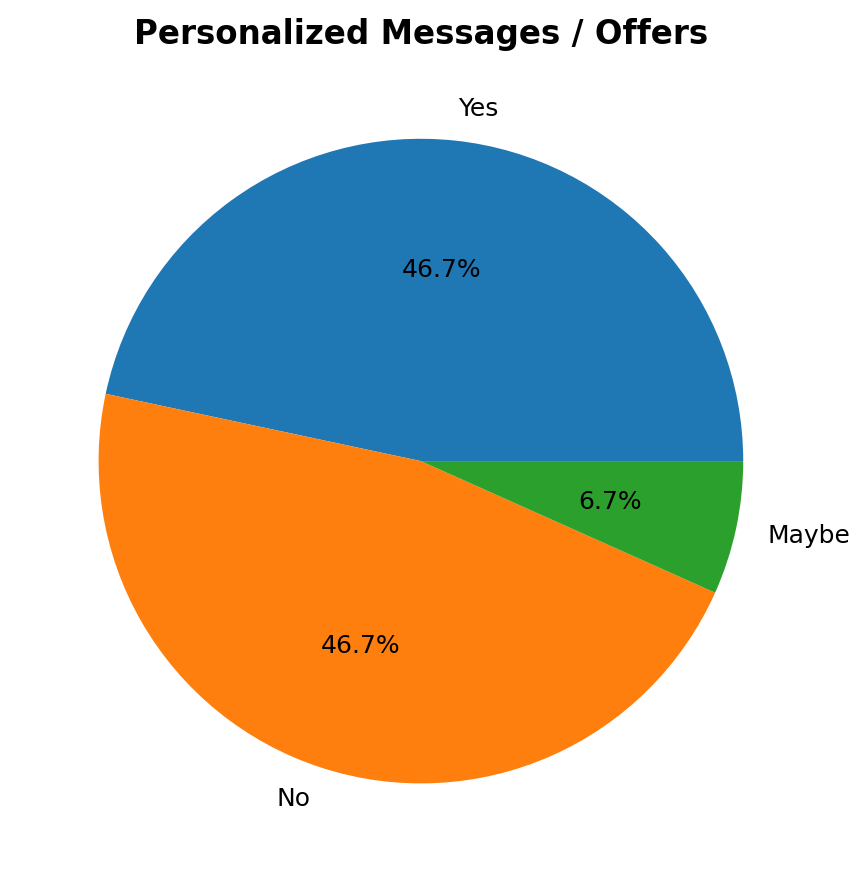 Personalized Messages / Offers
Yes
46.7%
6.7%
Maybe
46.7%
No